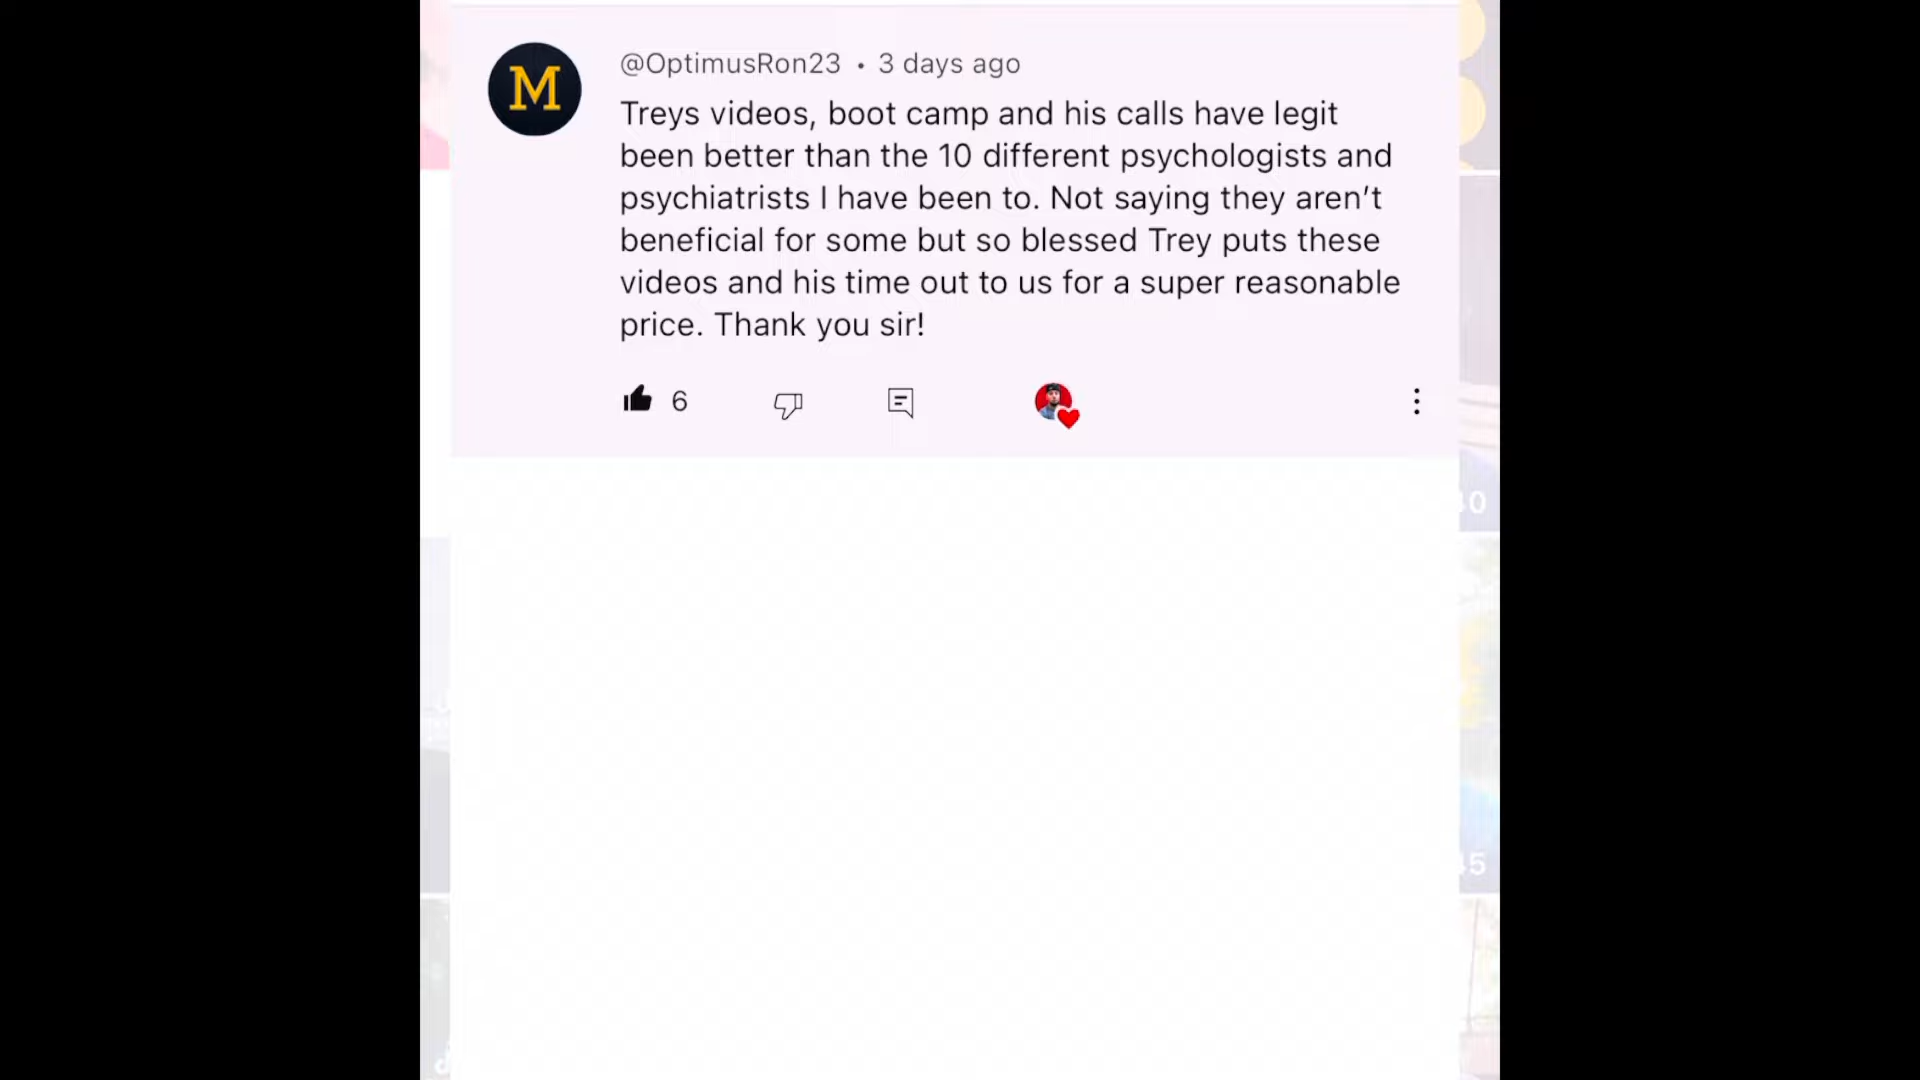 M
@OptimusRon23 • 3 days ago
Treys videos, boot camp and his calls have legit
been better than the 10 different psychologists and
psychiatrists I have been to. Not saying they aren’t
beneficial for some but so blessed Trey puts these
videos and his time out to us for a super reasonable
price. Thank you sir!
6